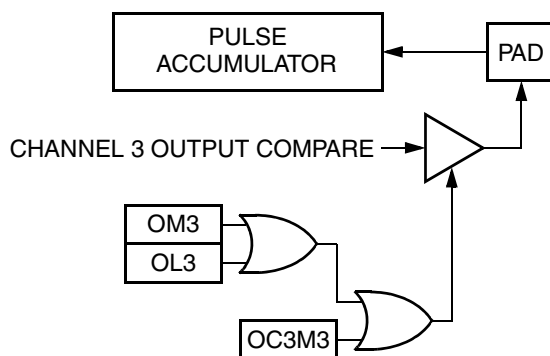 PULSE
ACCUMULATOR
PAD
CHANNEL 3 OUTPUT COMPARE
OM3
OL3
OC3M3